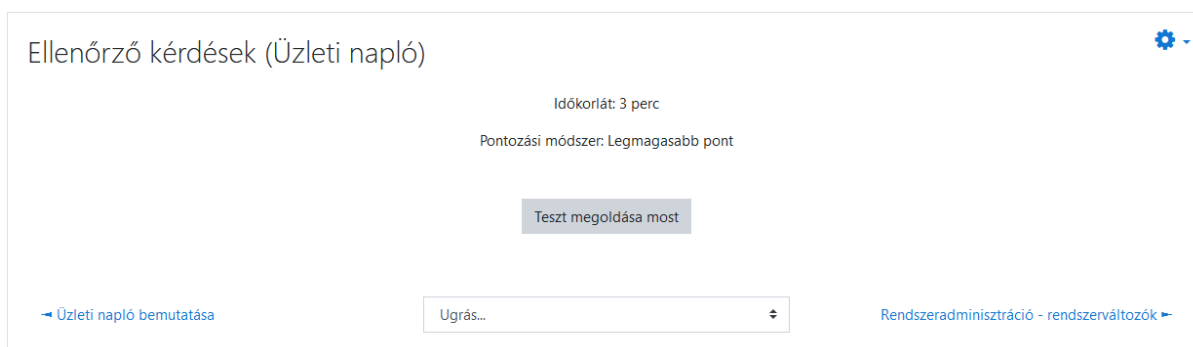 Ellenőrző kérdések (Üzleti napló)
Időkorlát: 3 perc
Pontozási módszer: Legmagasabb pont
Teszt megoldása most
◄ Üzleti napló bemutatása
Ugrás...
Rendszeradminisztráció - rendszerváltozók ►